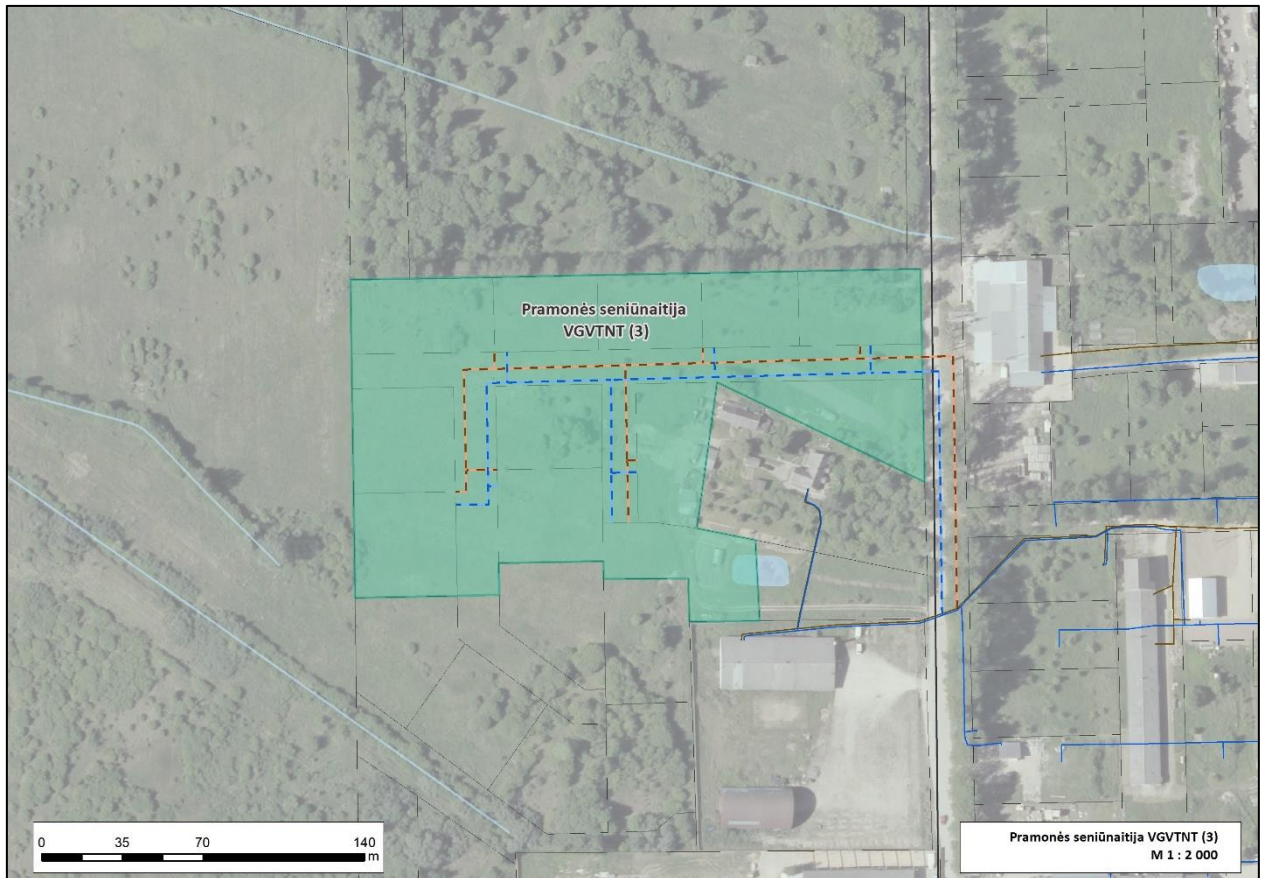 Pramonės seniūnaitija
VGVTNT (3)
0 35 70 140
m
Pramonės seniūnaitija VGVTNT (3)
M 1 : 2 000